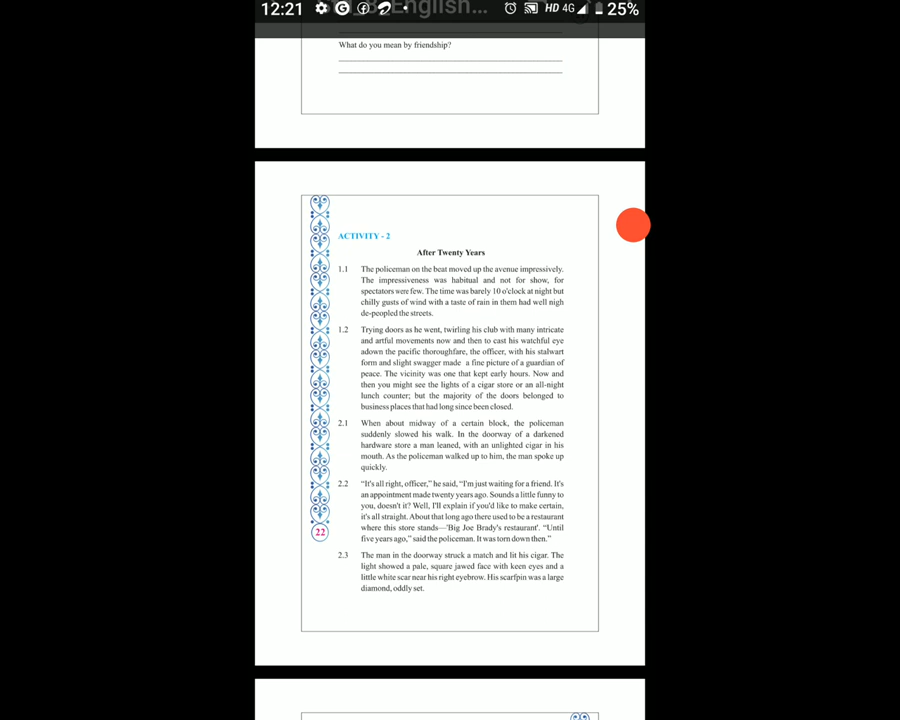 12:21
English...
HD 4G
25%
What do you mean by friendship?
ACTIVITY - 2
After Twenty Years
1.1 The policeman on the beat moved up the avenue impressively.
The impressiveness was habitual and not for show, for
spectators were few. The time was barely 10 o'clock at night but
chilly gusts of wind with a taste of rain in them had well nigh
de-peopled the streets.
1.2 Trying doors as he went, twirling his club with many intricate
and artful movements now and then to cast his watchful eye
adown the pacific thoroughfare, the officer, with his stalwart
form and slight swagger made a fine picture of a guardian of
peace. The vicinity was one that kept early hours. Now and
then you might see the lights of a cigar store or an all-night
lunch counter; but the majority of the doors belonged to
business places that had long since been closed.
2.1 When about midway of a certain block, the policeman
suddenly slowed his walk. In the doorway of a darkened
hardware store a man leaned, with an unlighted cigar in his
mouth. As the policeman walked up to him, the man spoke up
quickly.
2.2 "It's all right, officer," he said, "I'm just waiting for a friend. It's
an appointment made twenty years ago. Sounds a little funny to
you, doesn't it? Well, I'll explain if you'd like to make certain,
it's all straight. About that long ago there used to be a restaurant
where this store stands—'Big Joe Brady's restaurant'. "Until
five years ago," said the policeman. It was torn down then."
22
2.3 The man in the doorway struck a match and lit his cigar. The
light showed a pale, square jawed face with keen eyes and a
little white scar near his right eyebrow. His scarfpin was a large
diamond, oddly set.